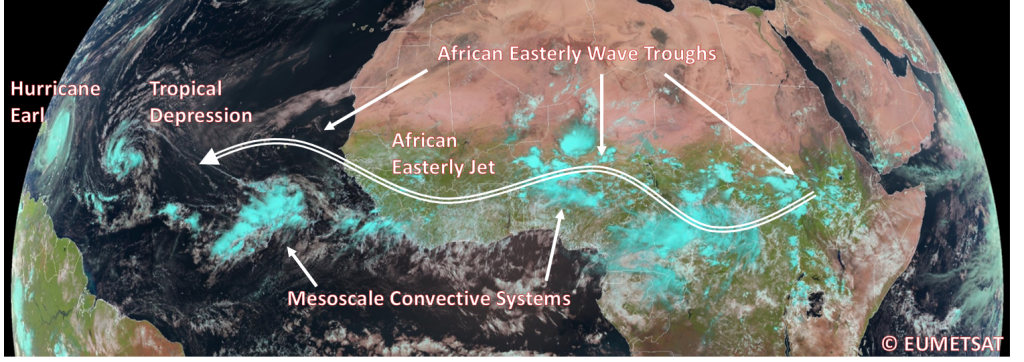 African Easterly Wave Troughs
Hurricane
Earl
Tropical
Depression
African
Easterly Jet
Mesoscale Convective Systems
© EUMETSAT